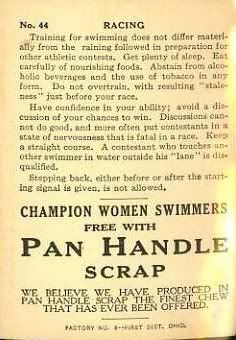 No. 44 RACING
Training for swimming does not differ materi-
ally from the raining followed in preparation for
other athletic contests. Get plenty of sleep. Eat
carefully of nourishing foods. Abstain from alco-
holic beverages and the use of tobacco in any
form. Do not overtrain, with resulting "stale-
ness" just before your race.
Have confidence in your ability; avoid a dis-
cussion of your chances to win. Discussions can-
not do good, and more often put contestants in a
state of nervousness that is fatal in a race. Keep
a straight course. A contestant who touches an-
other swimmer in water outside his "lane" is dis-
qualified.
Stepping back, either before or after the start-
ing signal is given, is not allowed.
CHAMPION WOMEN SWIMMERS
FREE WITH
PAN HANDLE
SCRAP
WE BELIEVE WE HAVE PRODUCED IN
PAN HANDLE SCRAP THE FINEST CHEW
THAT HAS EVER BEEN OFFERED.
FACTORY NO. 4—FIRST DIST. OHIO.